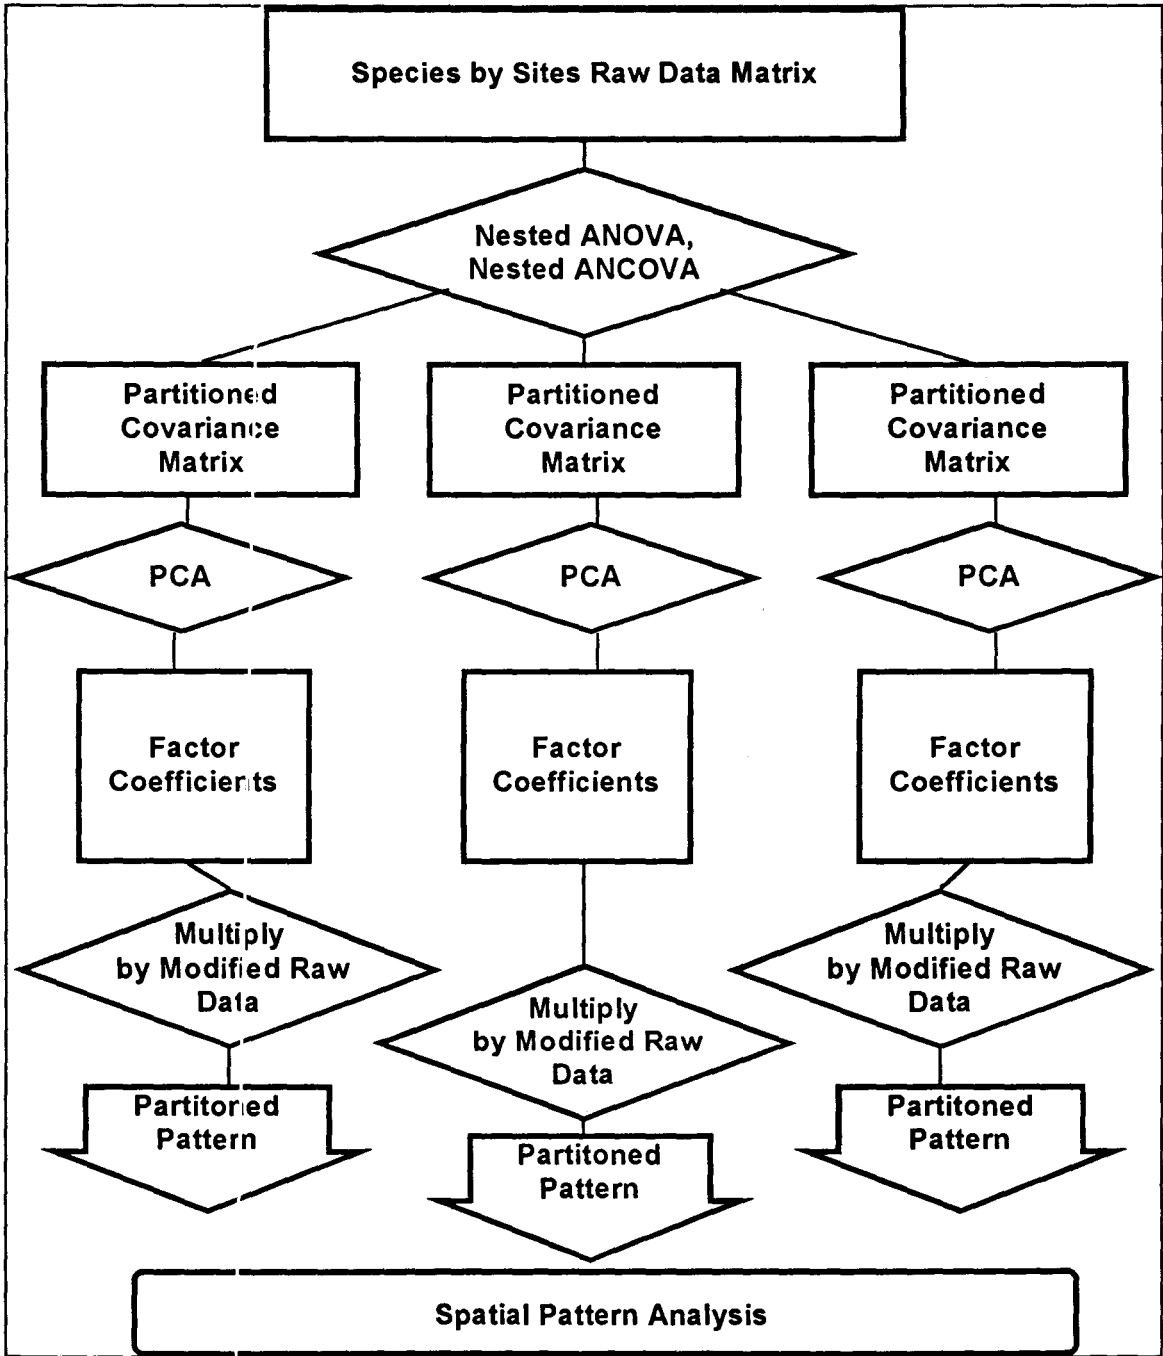 Species by Sites Raw Data Matrix
Nested ANOVA,
Nested ANCOVA
Partitioned
Covariance
Matrix
Partitioned
Covariance
Matrix
Partitioned
Covariance
Matrix
PCA
PCA
PCA
Factor
Coefficients
Factor
Coefficients
Factor
Coefficients
Multiply
by Modified Raw
Data
Multiply
by Modified Raw
Data
Multiply
by Modified Raw
Data
Partitoned
Pattern
Partitoned
Pattern
Partitoned
Pattern
Spatial Pattern Analysis